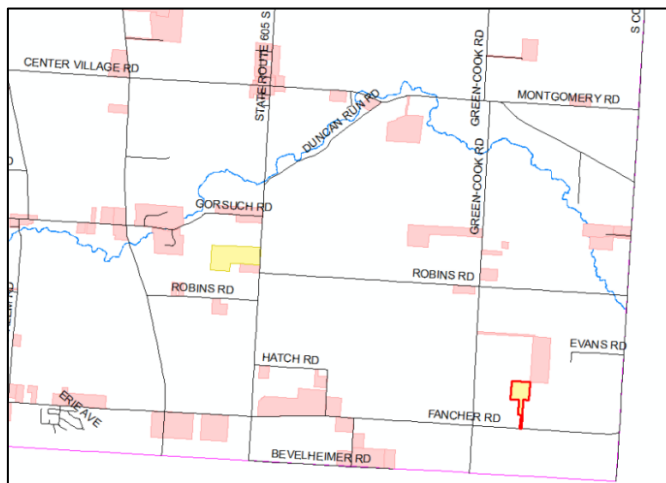 S CO
CENTER VILLAGE RD
STATE ROUTE 605 S
GREEN-COOK RD
MONTGOMERY RD
DUNCAN RUN RD
GREEN-COOK RD
GORSUCH RD
ROBINS RD
ROBINS RD
EVANS RD
HATCH RD
ERIE AVE
FANCHER RD
BEVELHEIMER RD